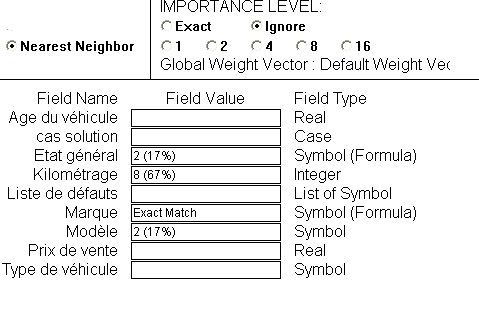 IMPORTANCE LEVEL:
Exact Ignore
Nearest Neighbor
1 2 4 8 16
Global Weight Vector : Default Weight Vec
Field Name Field Value Field Type
Age du véhicule Real
cas solution Case
Etat général 2 (17%) Symbol (Formula)
Kilométrage 8 (67%) Integer
Liste de défauts List of Symbol
Marque Exact Match Symbol (Formula)
Modèle 2 (17%) Symbol
Prix de vente Real
Type de véhicule Symbol